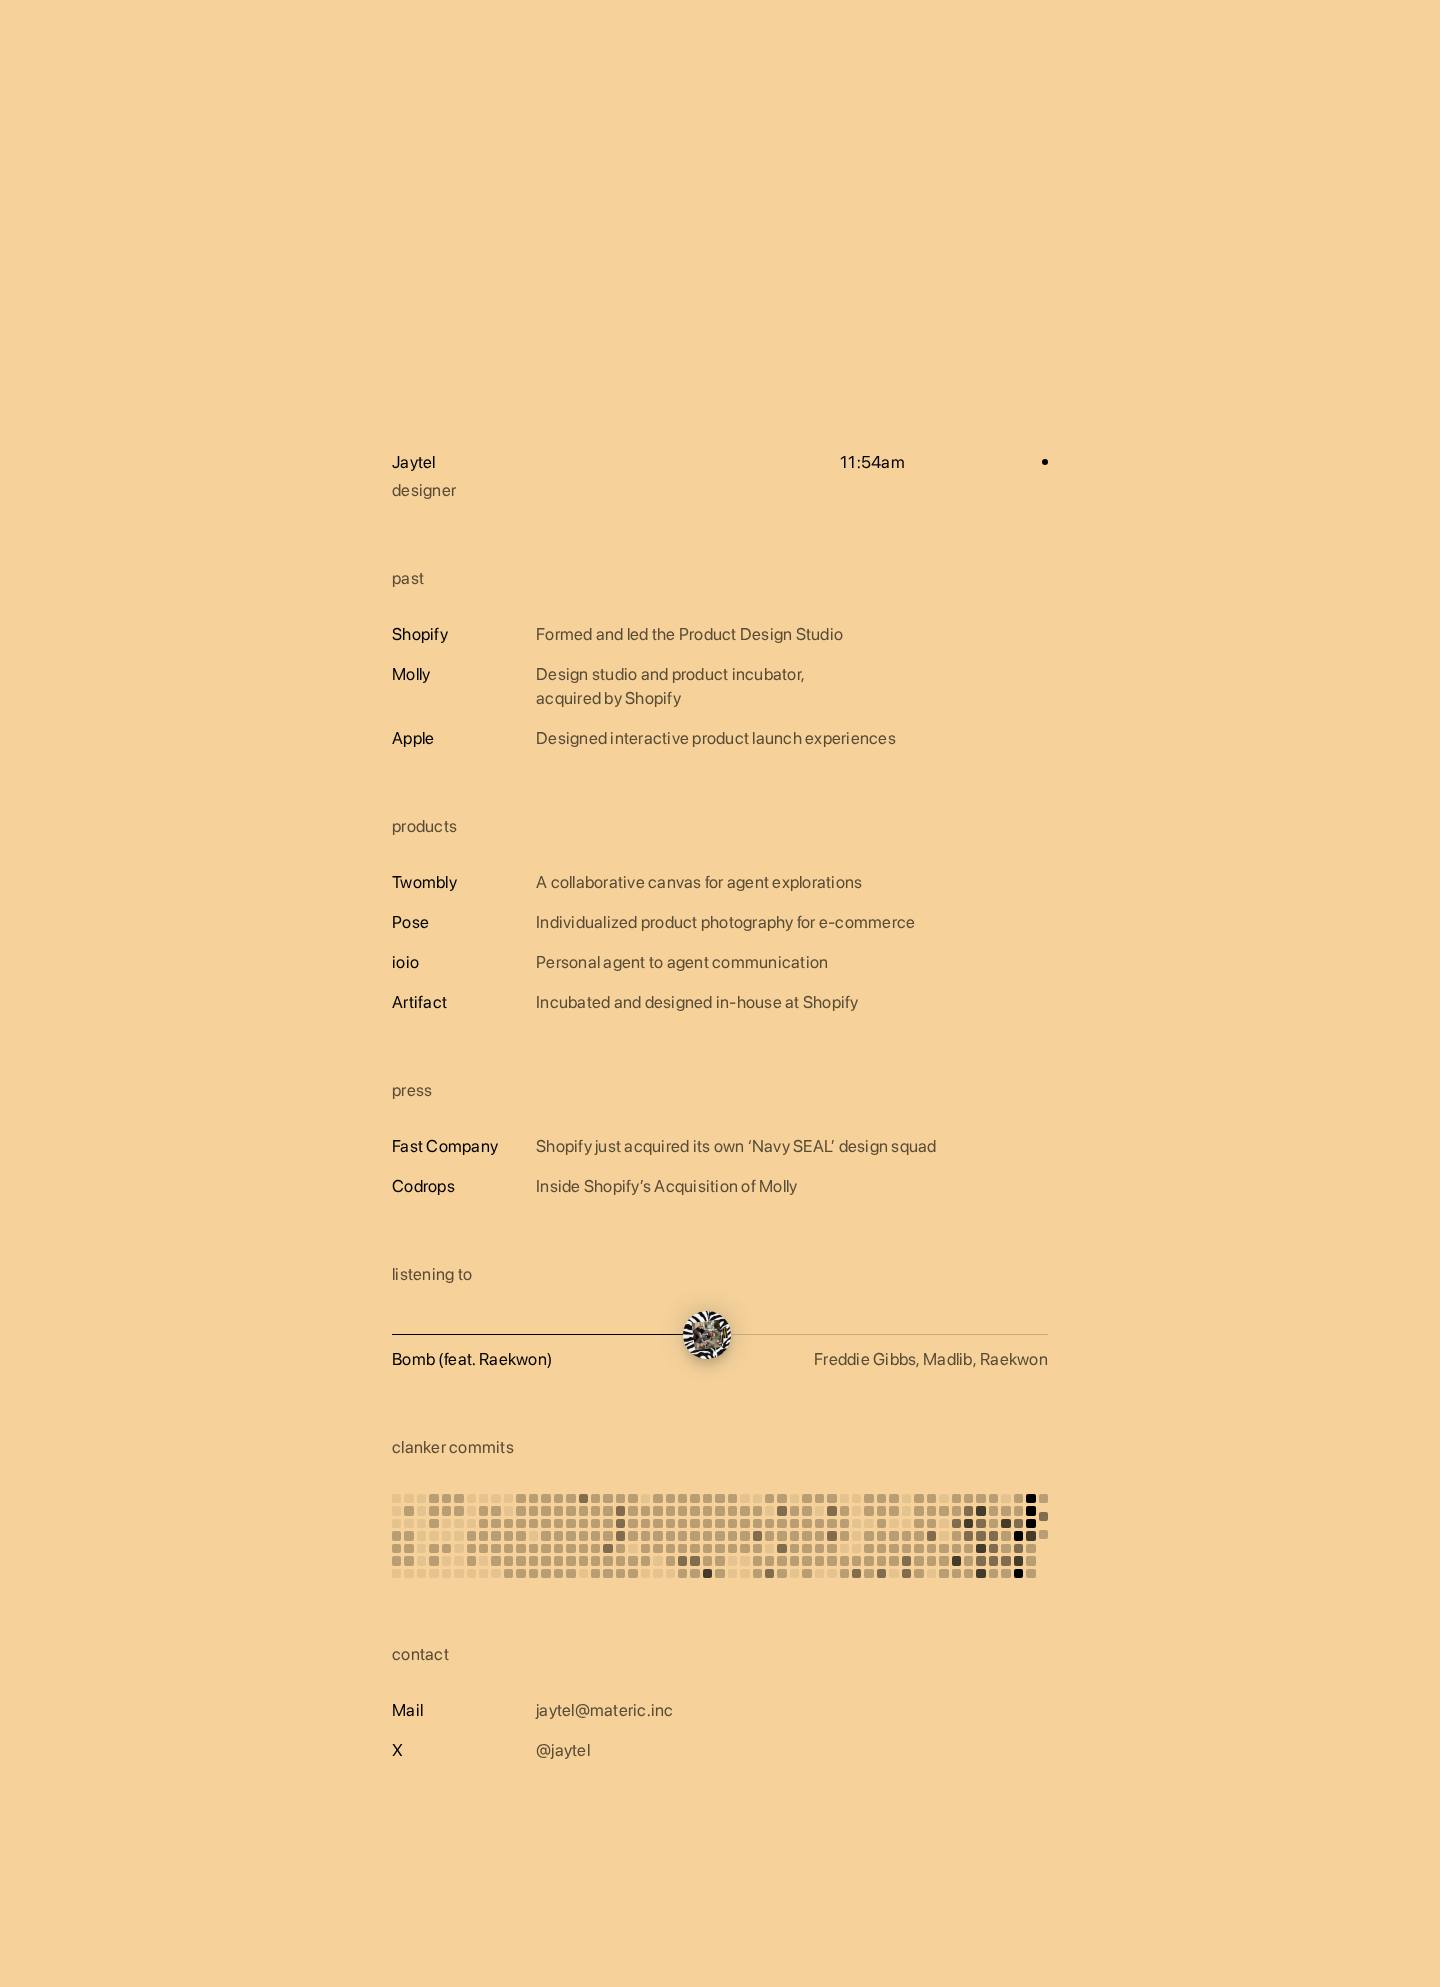 Jaytel 11:54am
designer
past
Shopify Formed and led the Product Design Studio
Molly Design studio and product incubator,
acquired by Shopify
Apple Designed interactive product launch experiences
products
Twombly A collaborative canvas for agent explorations
Pose Individualized product photography for e-commerce
ioio Personal agent to agent communication
Artifact Incubated and designed in-house at Shopify
press
Fast Company Shopify just acquired its own ‘Navy SEAL’ design squad
Codrops Inside Shopify’s Acquisition of Molly
listening to
Bomb (feat. Raekwon) Freddie Gibbs, Madlib, Raekwon
clanker commits
contact
Mail jaytel@materic.inc
X @jaytel